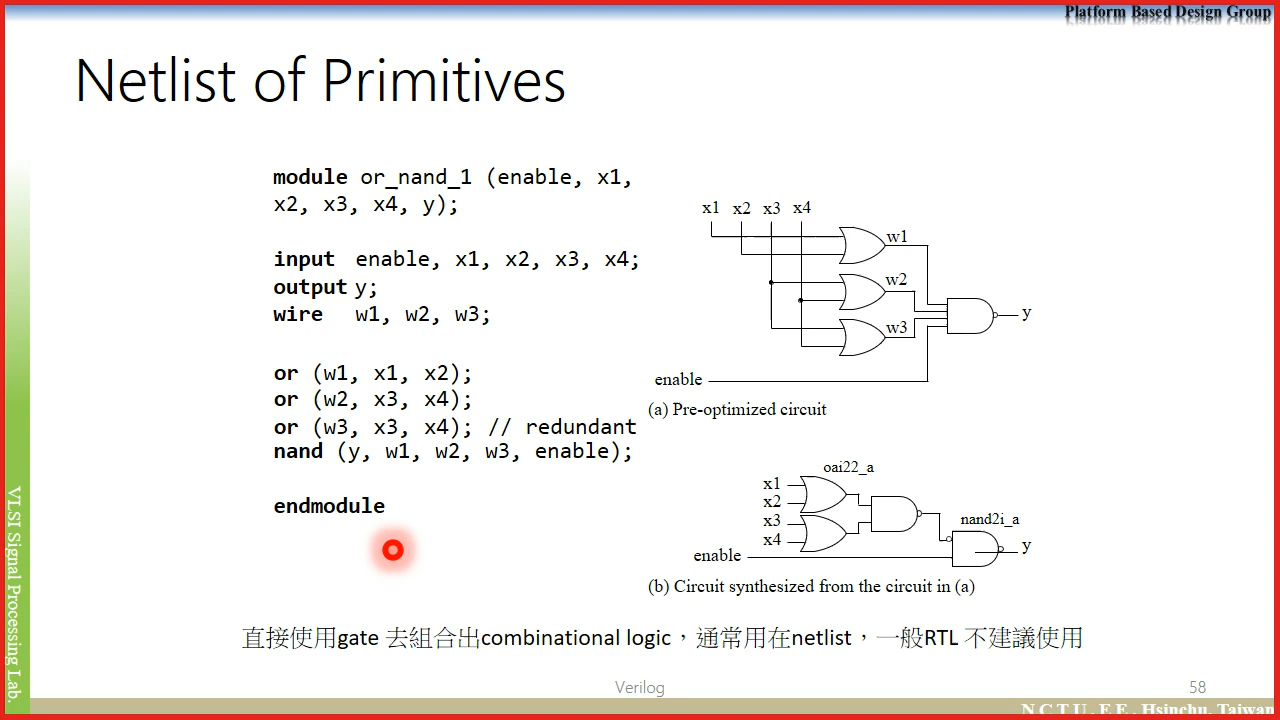 Platform Based Design Group
Netlist of Primitives
module or_nand_1 (enable, x1,
x2, x3, x4, y);
input enable, x1, x2, x3, x4;
output y;
wire w1, w2, w3;
or (w1, x1, x2);
or (w2, x3, x4);
or (w3, x3, x4); // redundant
nand (y, w1, w2, w3, enable);
endmodule
x1 x2 x3 x4
w1
w2
w3
y
enable
(a) Pre-optimized circuit
oai22_a
x1
x2
x3
x4
nand2i_a
y
enable
(b) Circuit synthesized from the circuit in (a)
直接使用gate 去組合出combinational logic，通常用在netlist，一般RTL 不建議使用
VLSI Signal Processing Lab.
Verilog
58
N C T U . E E . Hsinchu, Taiwan